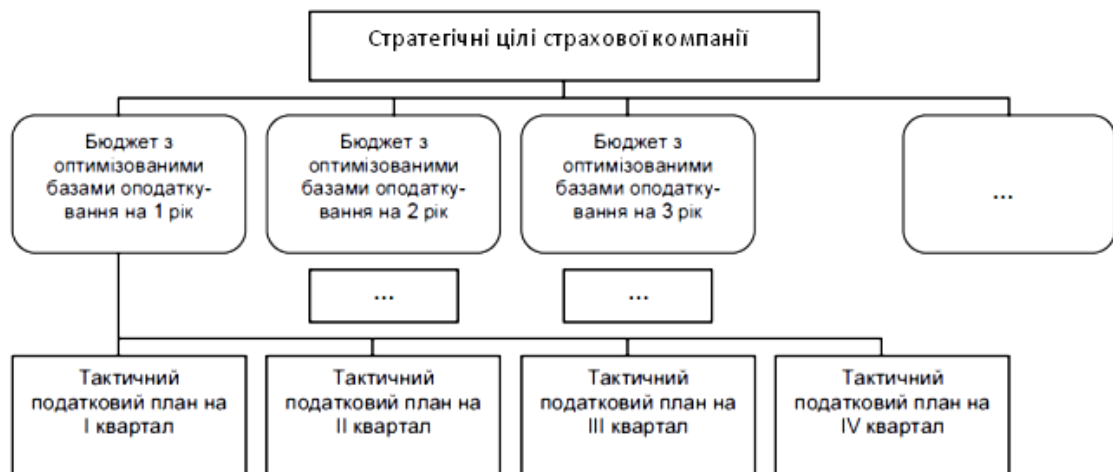 Стратегічні цілі страхової компанії
Бюджет з
оптимізованими
базами оподатку-
вання на 1 рік
Бюджет з
оптимізованими
базами оподатку-
вання на 2 рік
Бюджет з
оптимізованими
базами оподатку-
вання на 3 рік
...
...
...
Тактичний
податковий план на
І квартал
Тактичний
податковий план на
ІІ квартал
Тактичний
податковий план на
ІІІ квартал
Тактичний
податковий план на
IV квартал